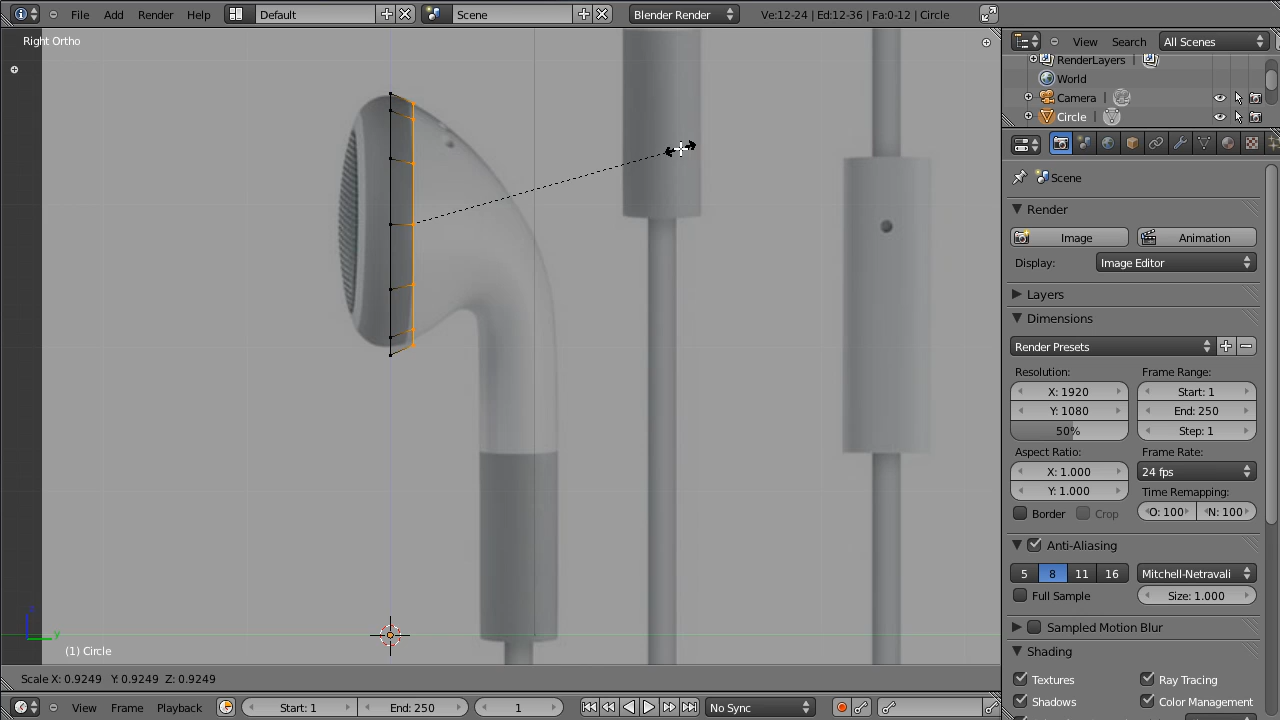 File Add Render Help Default Scene Blender Render Ve:12-24 | Ed:12-36 | Fa:0-12 | Circle
Right Ortho
View Search All Scenes
RenderLayers |
World
Camera |
Circle |
Scene
Render
Image Animation
Display: Image Editor
Layers
Dimensions
Render Presets
Resolution: Frame Range:
X: 1920 Start: 1
Y: 1080 End: 250
50% Step: 1
Aspect Ratio: Frame Rate:
X: 1.000 24 fps
Y: 1.000 Time Remapping:
Border Crop O: 100 N: 100
Anti-Aliasing
5 8 11 16 Mitchell-Netravali
Full Sample Size: 1.000
Sampled Motion Blur
Shading
Textures Ray Tracing
Shadows Color Management
y
(1) Circle
Scale X: 0.9249 Y: 0.9249 Z: 0.9249
View Frame Playback Start: 1 End: 250 1 No Sync